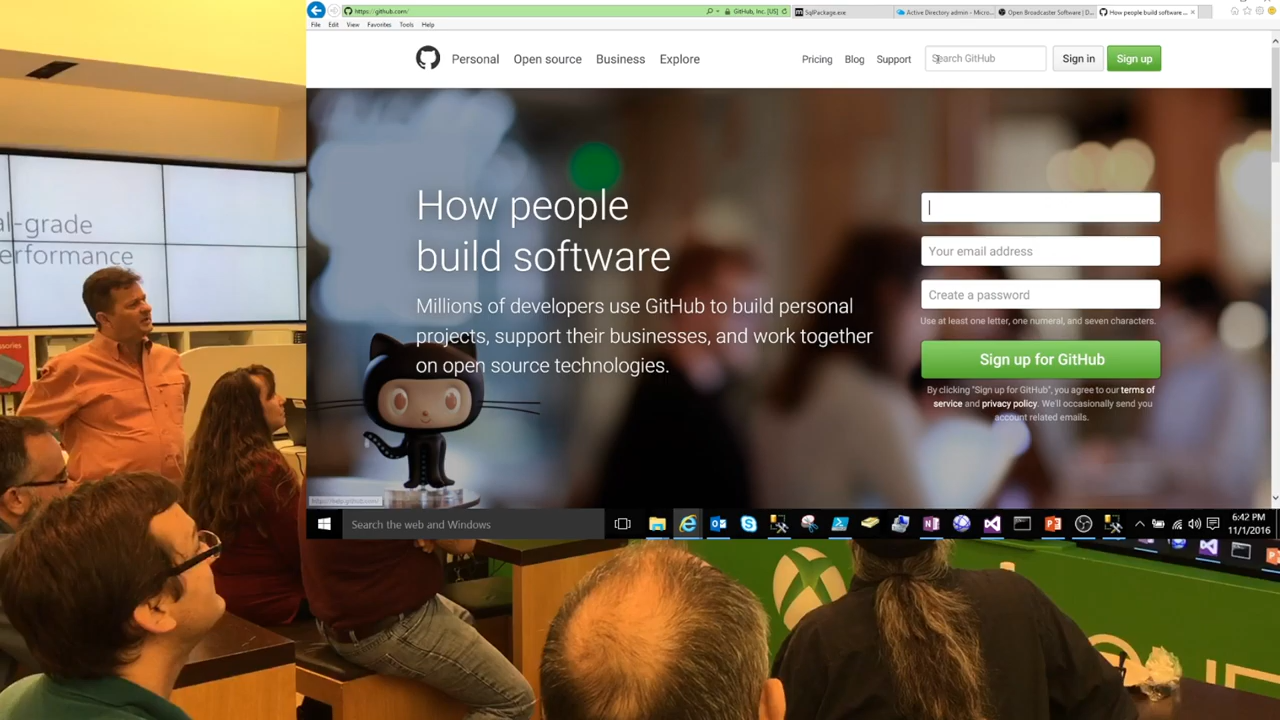 https://github.com/
GitHub, Inc. [US]
SqlPackage.exe
Active Directory admin - Micro...
Open Broadcaster Software | D...
How people build software ...
File Edit View Favorites Tools Help
Personal Open source Business Explore
Pricing Blog Support
Search GitHub
Sign in
Sign up
How people
build software
Millions of developers use GitHub to build personal
projects, support their businesses, and work together
on open source technologies.
Your email address
Create a password
Use at least one letter, one numeral, and seven characters.
Sign up for GitHub
By clicking "Sign up for GitHub", you agree to our terms of
service and privacy policy. We'll occasionally send you
account related emails.
https://help.github.com/
Search the web and Windows
6:42 PM
11/1/2016
al-grade
erformance
ssories